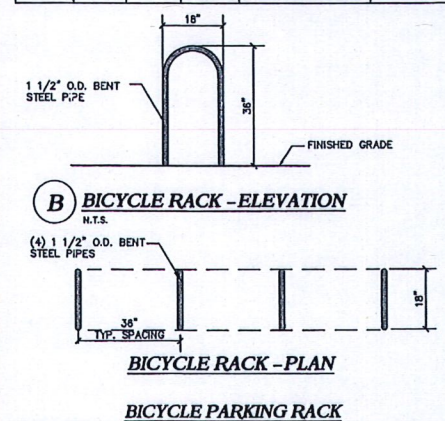 18"
1 1/2" O.D. BENT
STEEL PIPE
36"
FINISHED GRADE
B BICYCLE RACK - ELEVATION
N.T.S.
(4) 1 1/2" O.D. BENT
STEEL PIPES
18"
36"
TYP. SPACING
BICYCLE RACK - PLAN
BICYCLE PARKING RACK